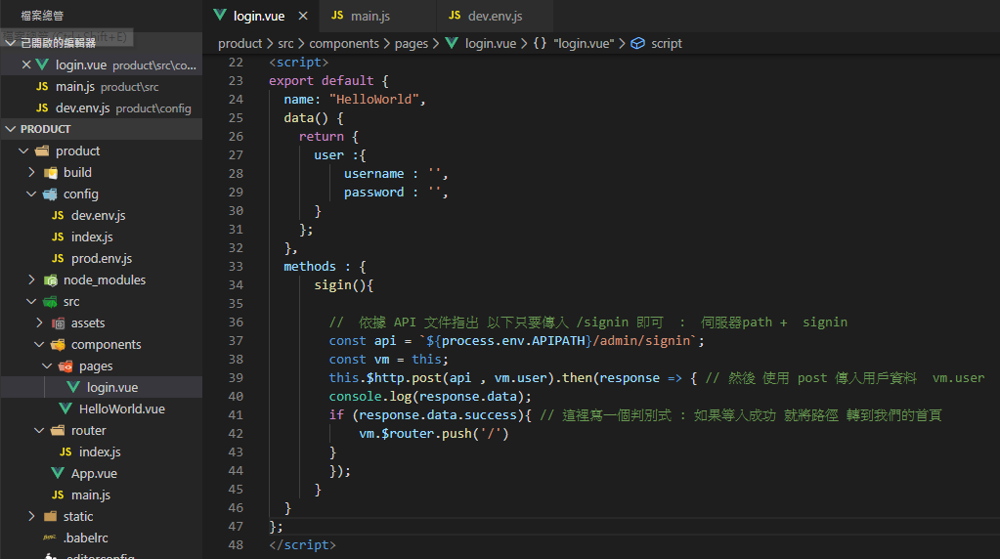 檔案總管
已開啟的編輯器
login.vue product\src\co...
JS main.js product\src
JS dev.env.js product\config
PRODUCT
product
build
config
JS dev.env.js
JS index.js
JS prod.env.js
node_modules
src
assets
components
pages
login.vue
HelloWorld.vue
router
JS index.js
App.vue
JS main.js
static
.babelrc
.editorconfig
login.vue
JS main.js
JS dev.env.js
product > src > components > pages > login.vue > {} "login.vue" > script
22 <script>
23 export default {
24 name: "HelloWorld",
25 data() {
26 return {
27 user :{
28 username : '',
29 password : '',
30 }
31 };
32 },
33 methods : {
34 sigin(){
35
36 // 依據 API 文件指出 以下只要傳入 /signin 即可 : 伺服器path + signin
37 const api = `${process.env.APIPATH}/admin/signin`;
38 const vm = this;
39 this.$http.post(api , vm.user).then(response => { // 然後 使用 post 傳入用戶資料 vm.user
40 console.log(response.data);
41 if (response.data.success){ // 這裡寫一個判別式 : 如果等入成功 就將路徑 轉到我們的首頁
42 vm.$router.push('/')
43 }
44 });
45 }
46 }
47 };
48 </script>